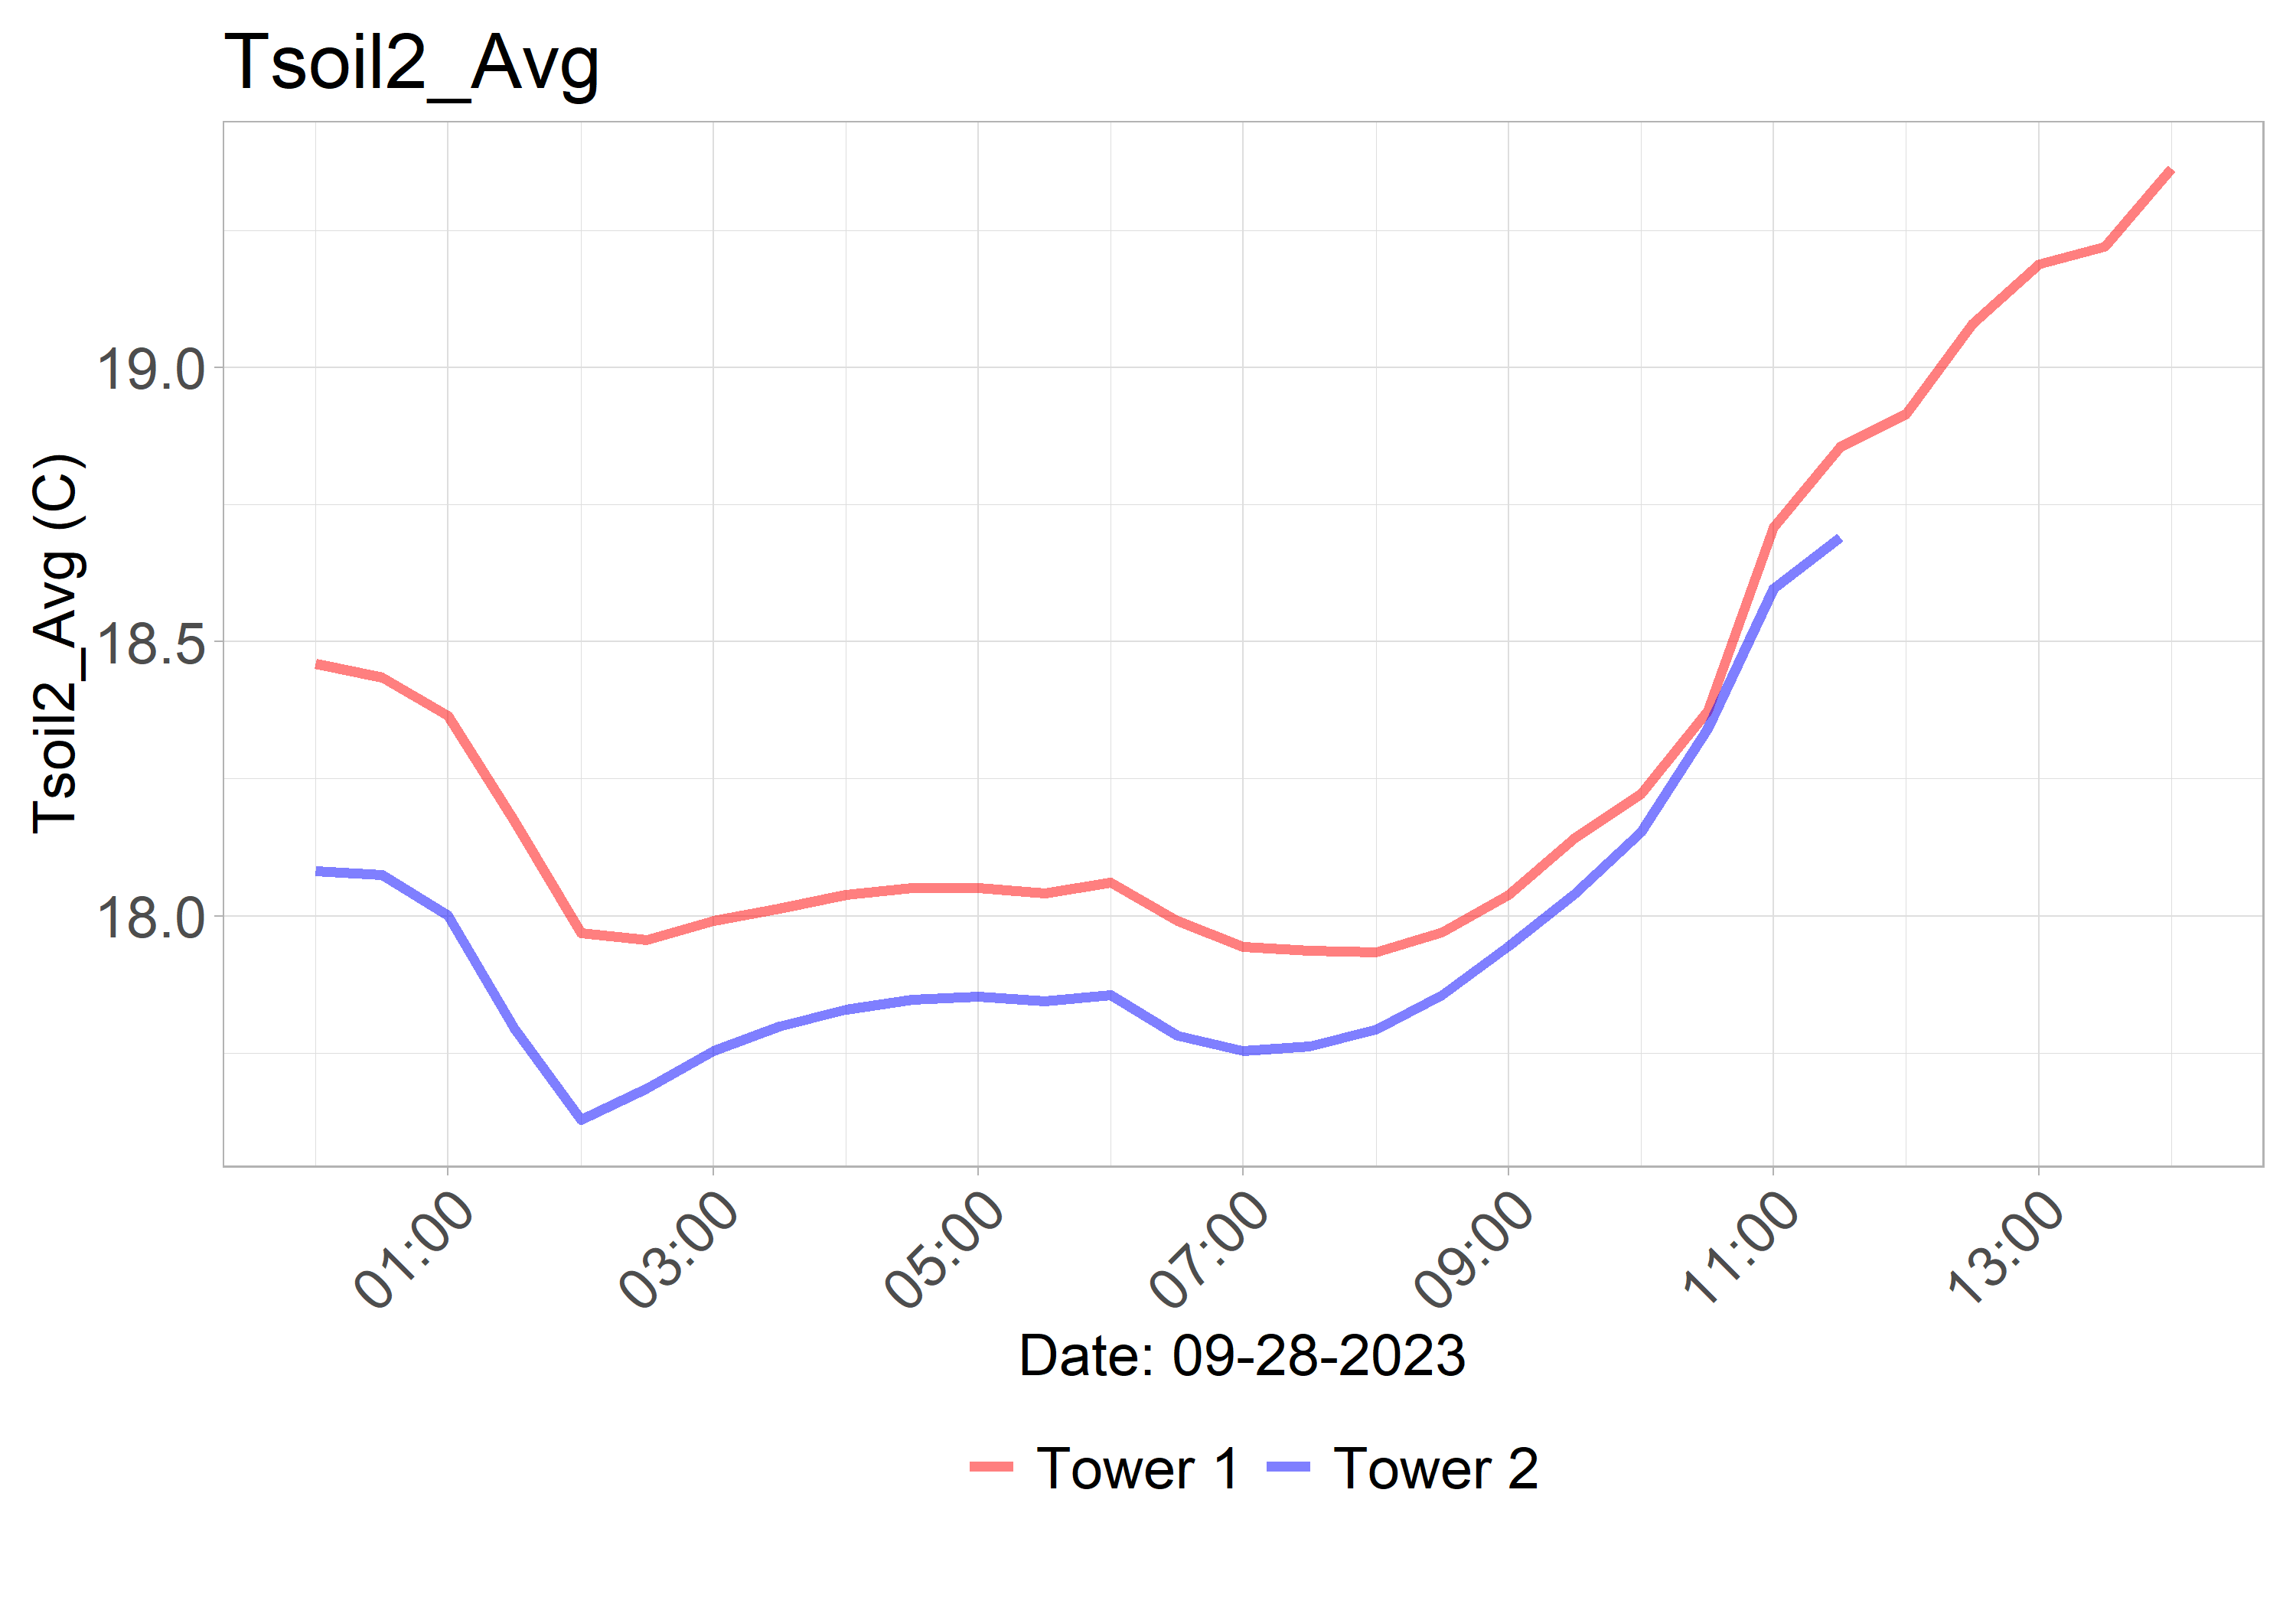 Tsoil2_Avg
Tsoil2_Avg (C)
19.0
18.5
18.0
01:00 03:00 05:00 07:00 09:00 11:00 13:00
Date: 09-28-2023
Tower 1 Tower 2